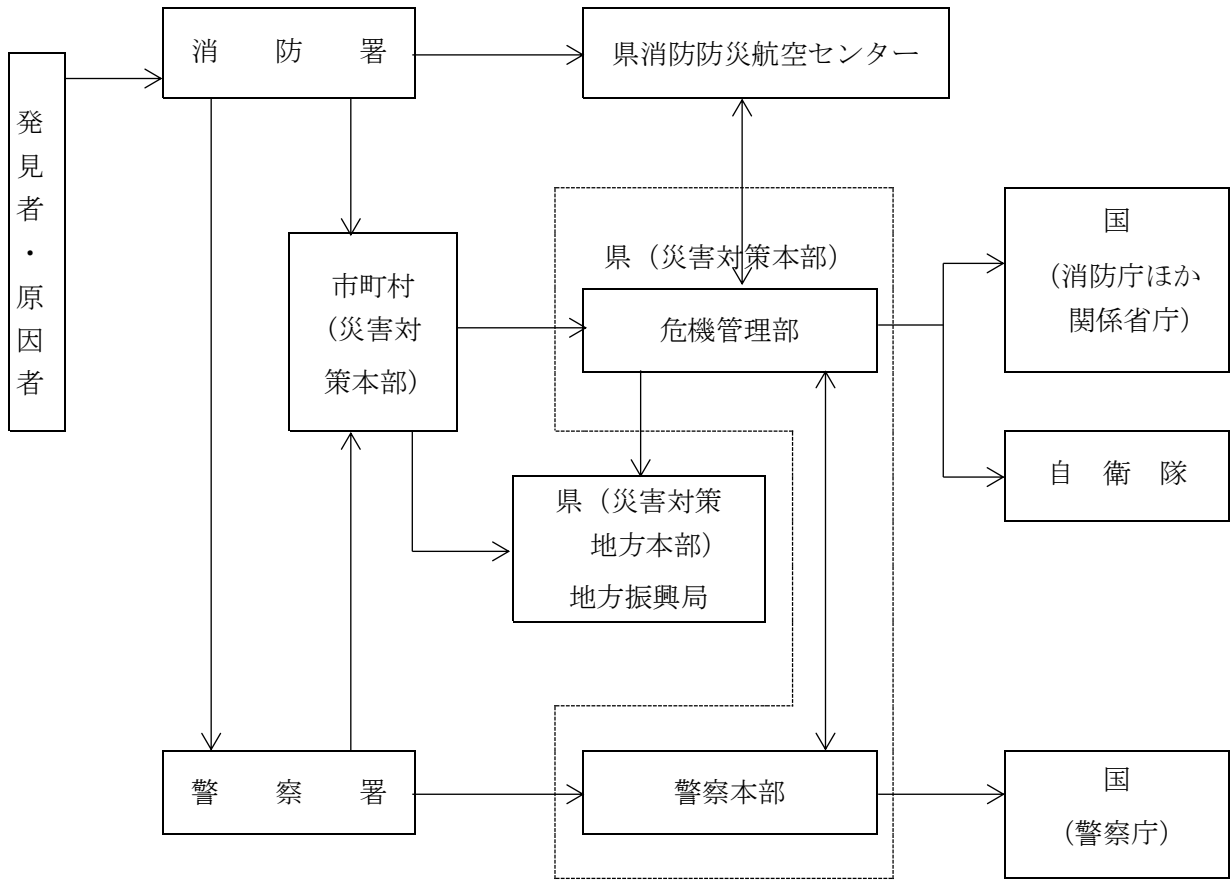 発見者・原因者
消　防　署
県消防防災航空センター
市町村
(災害対
策本部)
県（災害対策本部）
危機管理部
国
(消防庁ほか
関係省庁)
自　衛　隊
県（災害対策
地方本部）
地方振興局
警　察　署
警察本部
国
(警察庁)